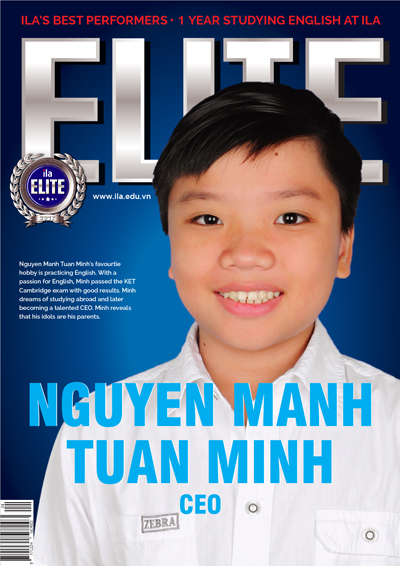 ILA'S BEST PERFORMERS • 1 YEAR STUDYING ENGLISH AT ILA
ELITE
ila
ELITE
2017
www.ila.edu.vn
Nguyen Manh Tuan Minh's favourtie
hobby is practicing English. With a
passion for English, Minh passed the KET
Cambridge exam with good results. Minh
dreams of studying abroad and later
becoming a talented CEO. Minh reveals
that his idols are his parents.
NGUYEN MANH
TUAN MINH
CEO
ZEBRA